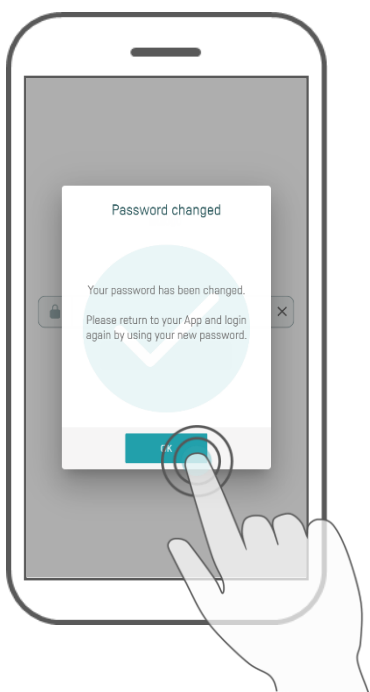 Password changed
Your password has been changed.
Please return to your App and login
again by using your new password.
OK